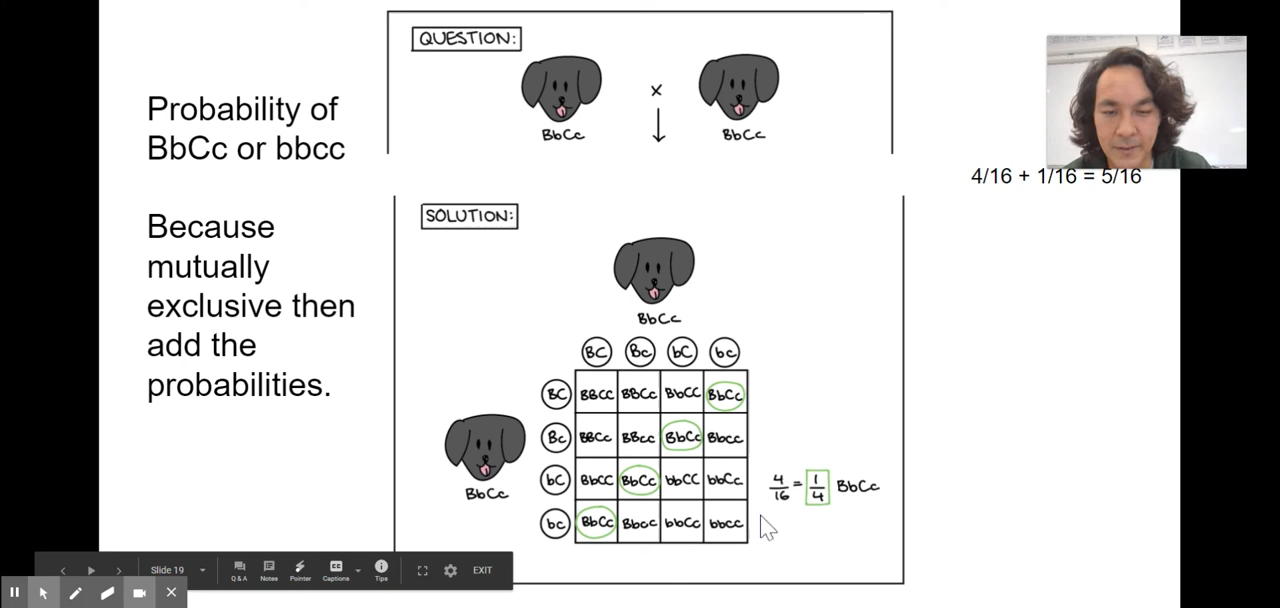 QUESTION:
BbCc x BbCc
Probability of
BbCc or bbcc
Because
mutually
exclusive then
add the
probabilities.
4/16 + 1/16 = 5/16
SOLUTION:
BbCc
BC Bc bC bc
BC BBCC BBCc BbCC BbCc
Bc BBCc BBcc BbCc Bbcc
bC BbCC BbCc bbCC bbCc
bc BbCc Bbcc bbCc bbcc
BbCc
4/16 = 1/4 BbCc
Slide 19
Q & A Notes Pointer Captions Tips EXIT